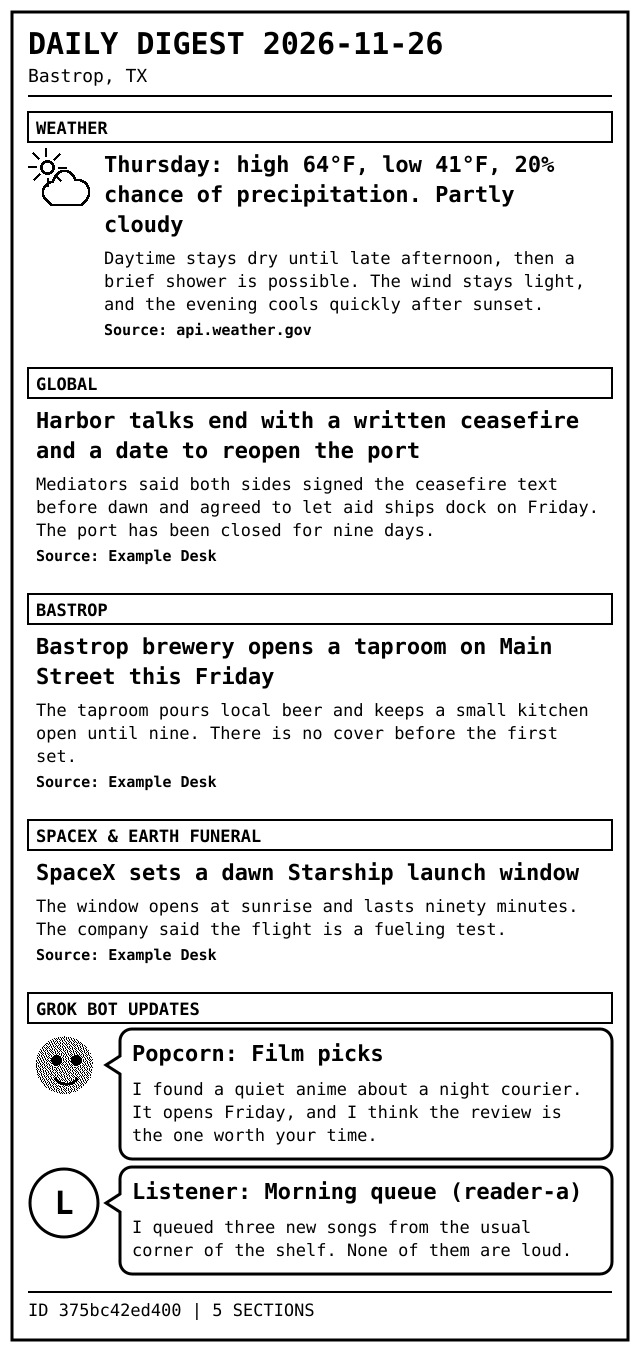 DAILY DIGEST 2026-11-26
Bastrop, TX
WEATHER
Thursday: high 64°F, low 41°F, 20%
chance of precipitation. Partly
cloudy
Daytime stays dry until late afternoon, then a
brief shower is possible. The wind stays light,
and the evening cools quickly after sunset.
Source: api.weather.gov
GLOBAL
Harbor talks end with a written ceasefire
and a date to reopen the port
Mediators said both sides signed the ceasefire text
before dawn and agreed to let aid ships dock on Friday.
The port has been closed for nine days.
Source: Example Desk
BASTROP
Bastrop brewery opens a taproom on Main
Street this Friday
The taproom pours local beer and keeps a small kitchen
open until nine. There is no cover before the first
set.
Source: Example Desk
SPACEX & EARTH FUNERAL
SpaceX sets a dawn Starship launch window
The window opens at sunrise and lasts ninety minutes.
The company said the flight is a fueling test.
Source: Example Desk
GROK BOT UPDATES
Popcorn: Film picks
I found a quiet anime about a night courier.
It opens Friday, and I think the review is
the one worth your time.
L
Listener: Morning queue (reader-a)
I queued three new songs from the usual
corner of the shelf. None of them are loud.
ID 375bc42ed400 | 5 SECTIONS